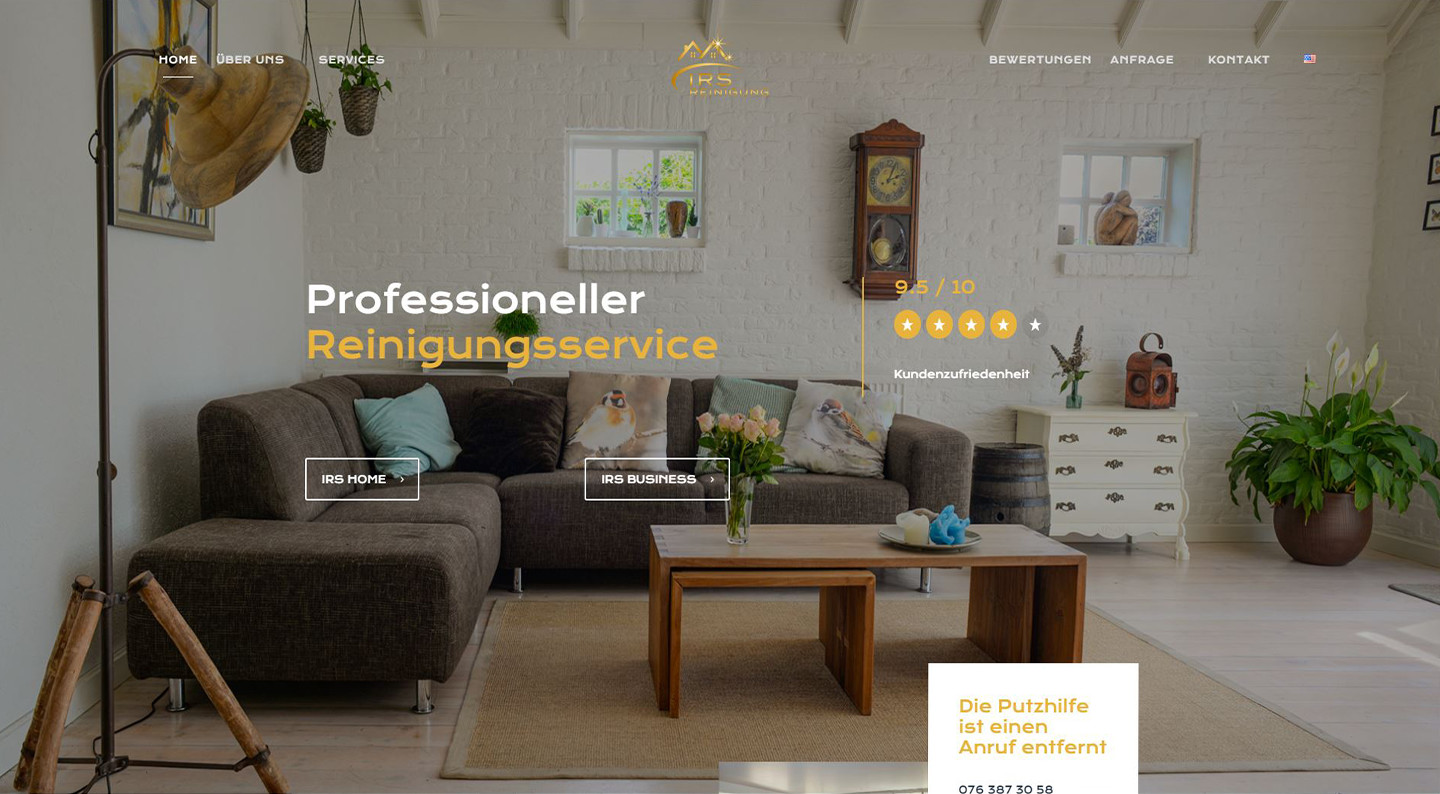 HOME ÜBER UNS SERVICES
IRS
REINIGUNG
BEWERTUNGEN ANFRAGE KONTAKT
Professioneller
Reinigungsservice
9.5 / 10
Kundenzufriedenheit
IRS HOME
IRS BUSINESS
Die Putzhilfe
ist einen
Anruf entfernt
076 387 30 58